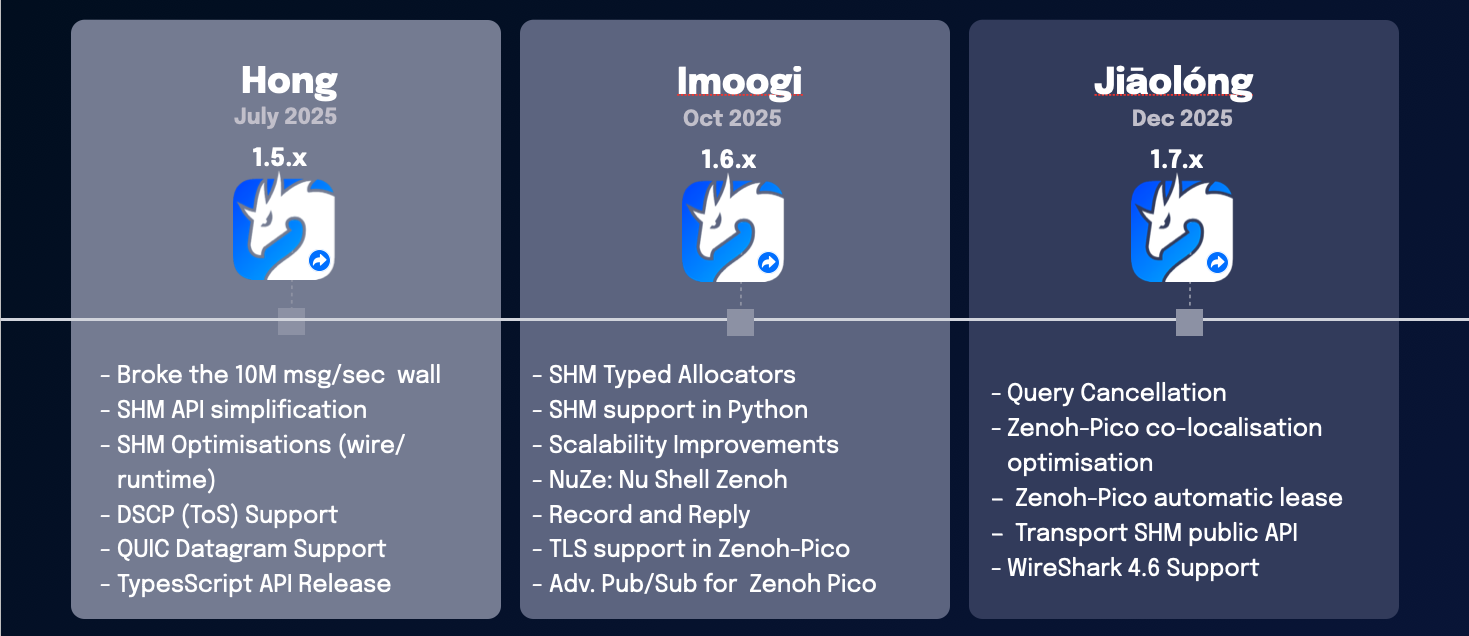 Hong
July 2025
1.5.x
- Broke the 10M msg/sec wall
- SHM API simplification
- SHM Optimisations (wire/
runtime)
- DSCP (ToS) Support
- QUIC Datagram Support
- TypesScript API Release
Imoogi
Oct 2025
1.6.x
- SHM Typed Allocators
- SHM support in Python
- Scalability Improvements
- NuZe: Nu Shell Zenoh
- Record and Reply
- TLS support in Zenoh-Pico
- Adv. Pub/Sub for Zenoh Pico
Jiāolóng
Dec 2025
1.7.x
- Query Cancellation
- Zenoh-Pico co-localisation
optimisation
- Zenoh-Pico automatic lease
- Transport SHM public API
- WireShark 4.6 Support